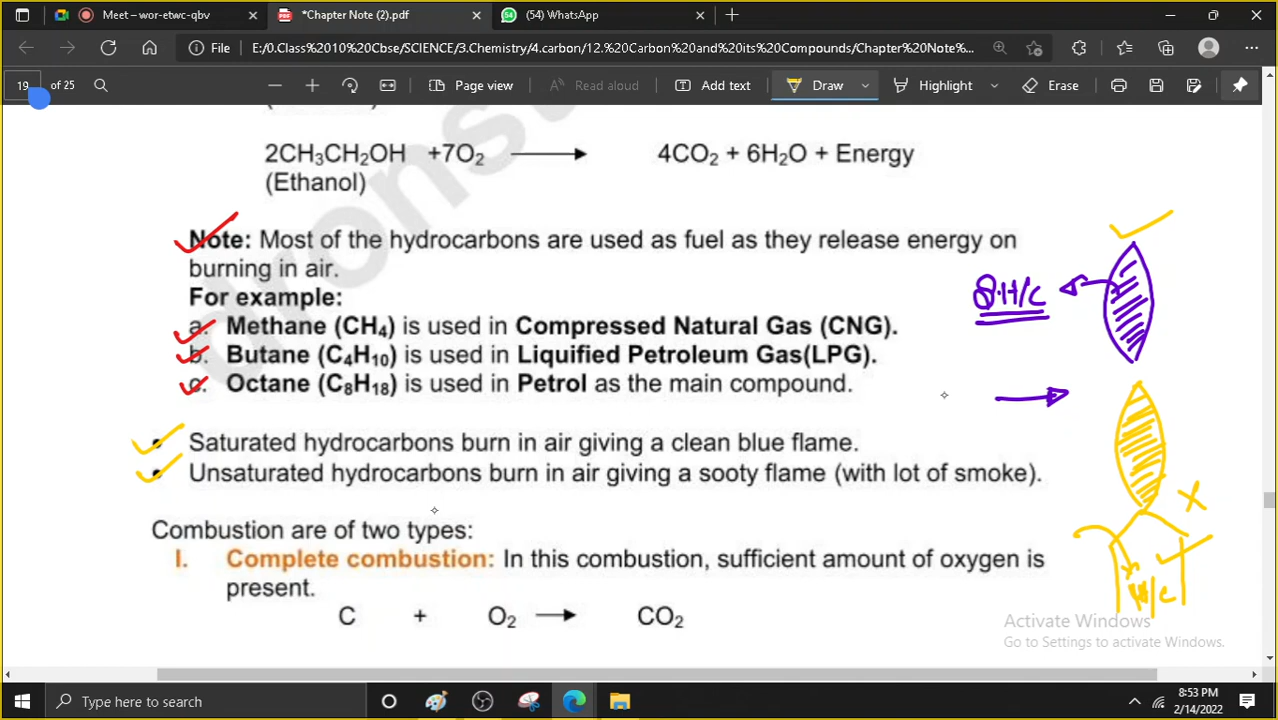 Meet – wor-etwc-qbv
*Chapter Note (2).pdf
(54) WhatsApp
File
E:/0.Class%2010%20Cbse/SCIENCE/3.Chemistry/4.carbon/12.%20Carbon%20and%20its%20Compounds/Chapter%20Note%...
19 of 25
Page view
Read aloud
Add text
Draw
Highlight
Erase
2CH₃CH₂OH +7O₂ ⟶ 4CO₂ + 6H₂O + Energy
(Ethanol)
Note: Most of the hydrocarbons are used as fuel as they release energy on
burning in air.
For example:
a. Methane (CH₄) is used in Compressed Natural Gas (CNG).
b. Butane (C₄H₁₀) is used in Liquified Petroleum Gas(LPG).
c. Octane (C₈H₁₈) is used in Petrol as the main compound.
• Saturated hydrocarbons burn in air giving a clean blue flame.
• Unsaturated hydrocarbons burn in air giving a sooty flame (with lot of smoke).
Combustion are of two types:
I. Complete combustion: In this combustion, sufficient amount of oxygen is
present.
C + O₂ ⟶ CO₂
H/C
Activate Windows
Go to Settings to activate Windows.
Type here to search
8:53 PM
2/14/2022